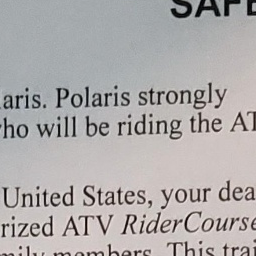 SAFE
aris. Polaris strongly
ho will be riding the AT
United States, your dea
rized ATV RiderCourse
mily members. This trai